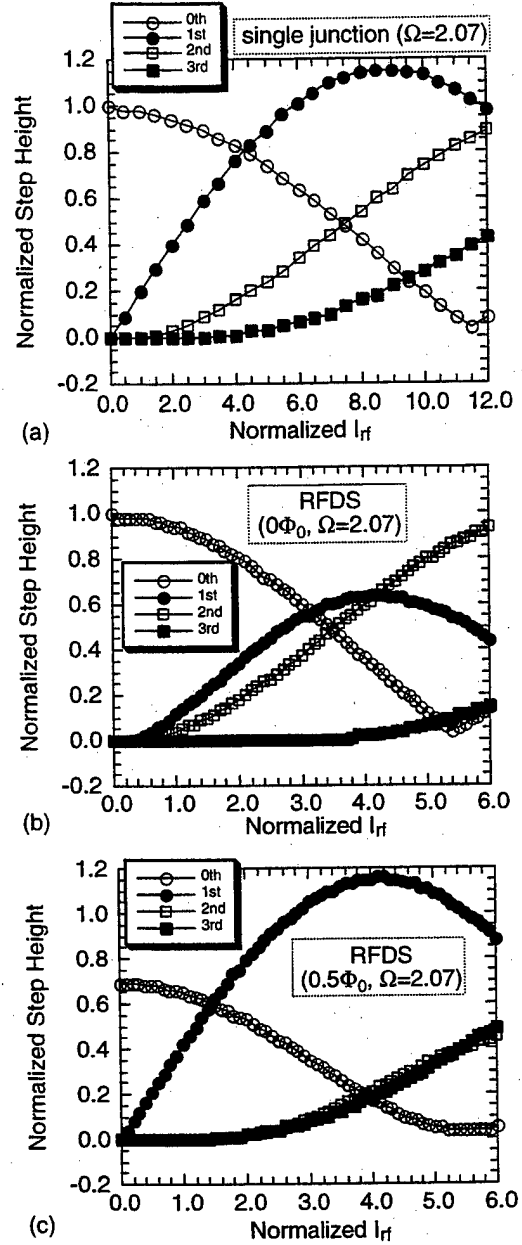 0th
1st
2nd
3rd
single junction (Ω=2.07)
1.2
1.0
0.8
0.6
0.4
0.2
0.0
-0.2
Normalized Step Height
0.0 2.0 4.0 6.0 8.0 10.0 12.0
(a) Normalized Irf
1.2
1.0
0.8
0.6
0.4
0.2
0.0
-0.2
Normalized Step Height
RFDS
(0Φ0, Ω=2.07)
0th
1st
2nd
3rd
0.0 1.0 2.0 3.0 4.0 5.0 6.0
(b) Normalized Irf
0th
1st
2nd
3rd
1.2
1.0
0.8
0.6
0.4
0.2
0.0
-0.2
Normalized Step Height
RFDS
(0.5Φ0, Ω=2.07)
0.0 1.0 2.0 3.0 4.0 5.0 6.0
(c) Normalized Irf